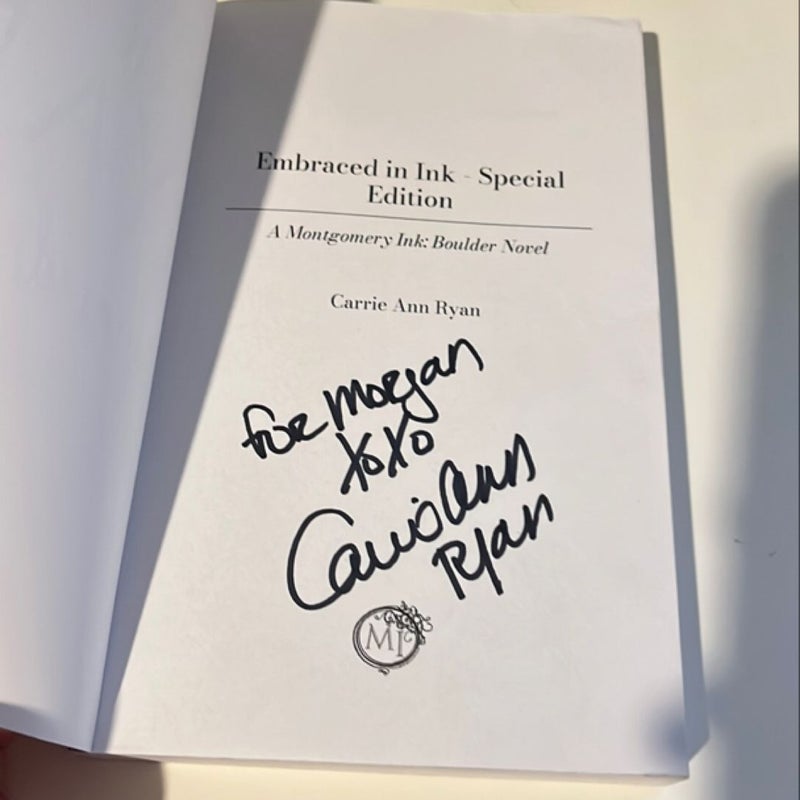 Embraced in Ink - Special
Edition
A Montgomery Ink: Boulder Novel
Carrie Ann Ryan
for Morgan
XOXO
Carrie Ann
Ryan
MI